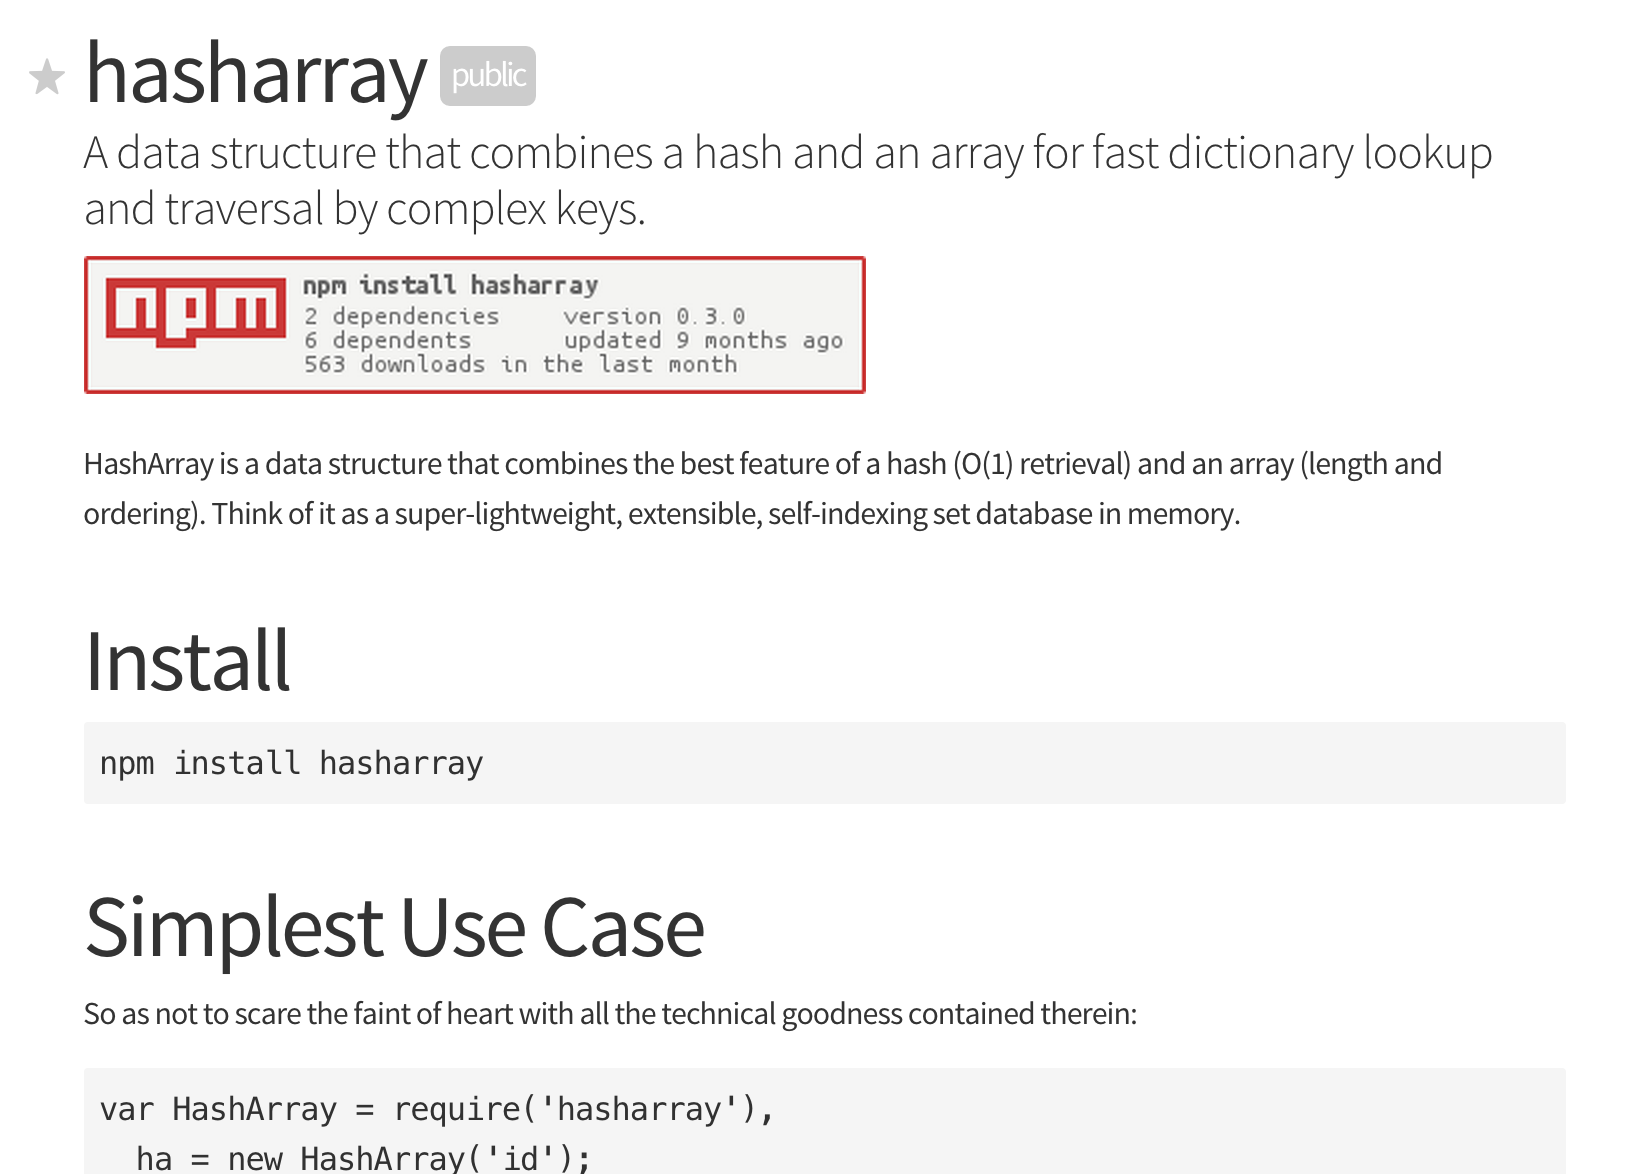 hasharray public
A data structure that combines a hash and an array for fast dictionary lookup
and traversal by complex keys.
npm npm install hasharray
2 dependencies version 0.3.0
6 dependents updated 9 months ago
563 downloads in the last month
HashArray is a data structure that combines the best feature of a hash (O(1) retrieval) and an array (length and
ordering). Think of it as a super-lightweight, extensible, self-indexing set database in memory.
Install
npm install hasharray
Simplest Use Case
So as not to scare the faint of heart with all the technical goodness contained therein:
var HashArray = require('hasharray'),
  ha = new HashArray('id');